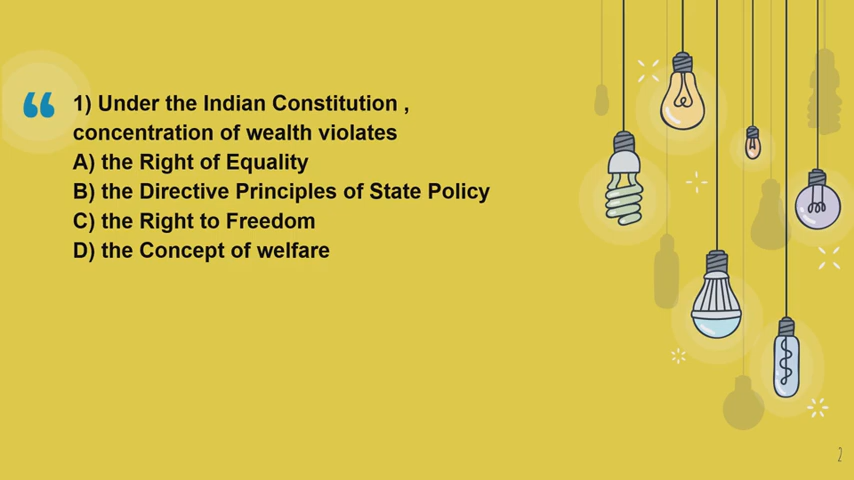 “
1) Under the Indian Constitution ,
concentration of wealth violates
A) the Right of Equality
B) the Directive Principles of State Policy
C) the Right to Freedom
D) the Concept of welfare
2